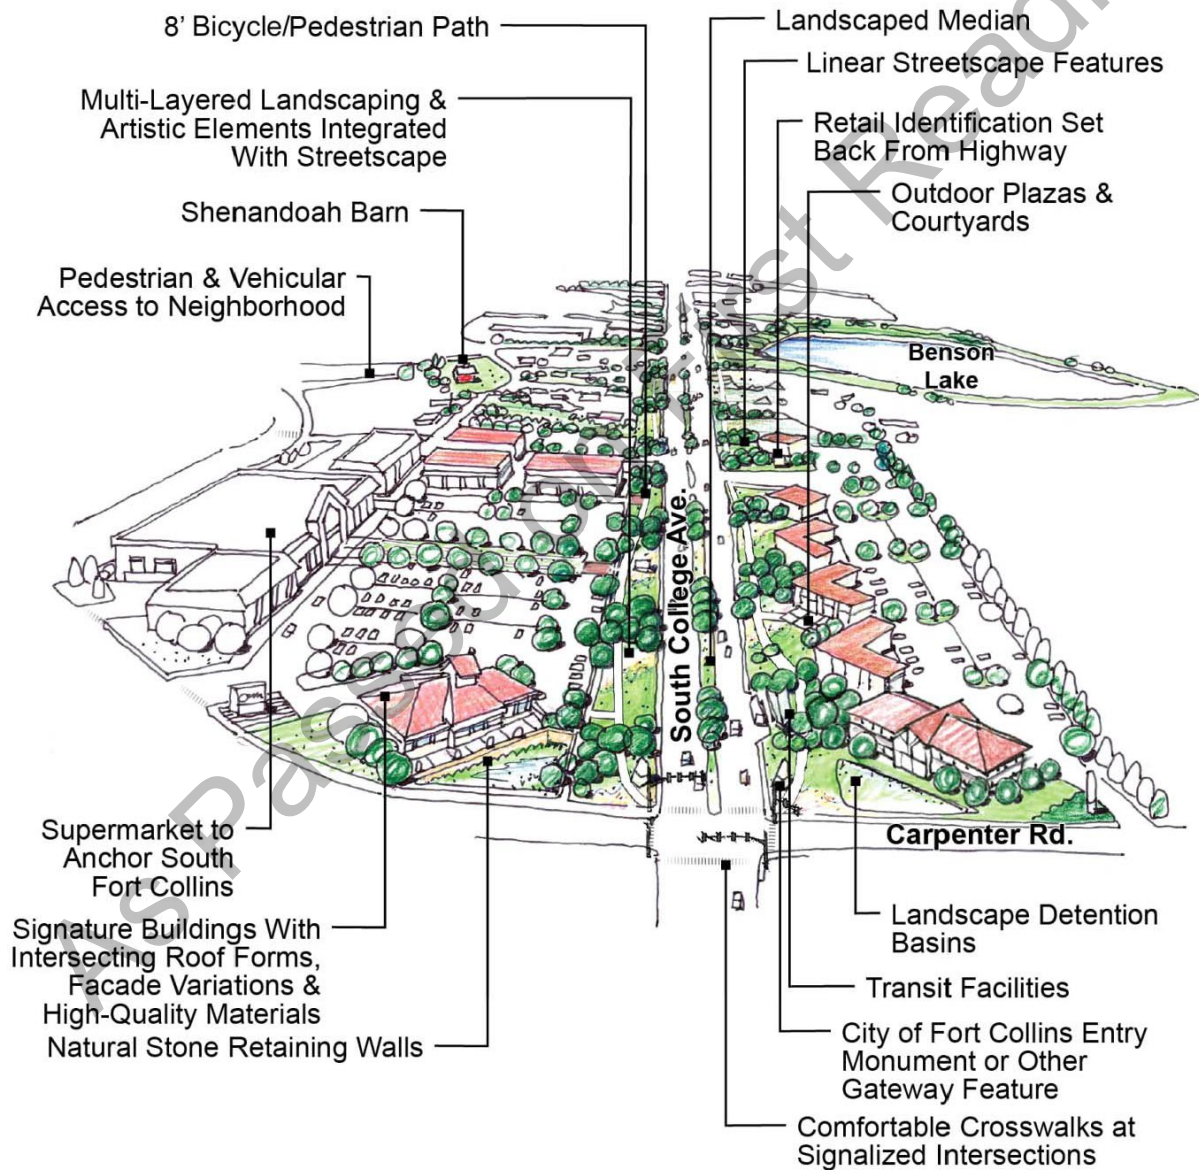 8' Bicycle/Pedestrian Path
Landscaped Median
Linear Streetscape Features
Multi-Layered Landscaping &
Artistic Elements Integrated
With Streetscape
Retail Identification Set
Back From Highway
Outdoor Plazas &
Courtyards
Shenandoah Barn
Pedestrian & Vehicular
Access to Neighborhood
Benson
Lake
South College Ave.
Carpenter Rd.
Supermarket to
Anchor South
Fort Collins
Signature Buildings With
Intersecting Roof Forms,
Facade Variations &
High-Quality Materials
Natural Stone Retaining Walls
Landscape Detention
Basins
Transit Facilities
City of Fort Collins Entry
Monument or Other
Gateway Feature
Comfortable Crosswalks at
Signalized Intersections
As Passed on First